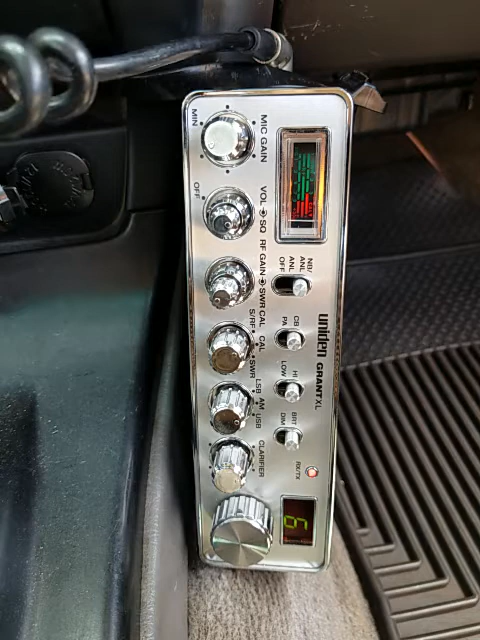 MIN
MIC GAIN
OFF
VOL
SQ
RF GAIN
SWR CAL
S/RF
CAL
SWR
LSB
AM
USB
CLARIFIER
NB/
ANL
ANL
OFF
CB
PA
HI
LOW
BRT
DIM
RX/TX
uniden GRANT XL